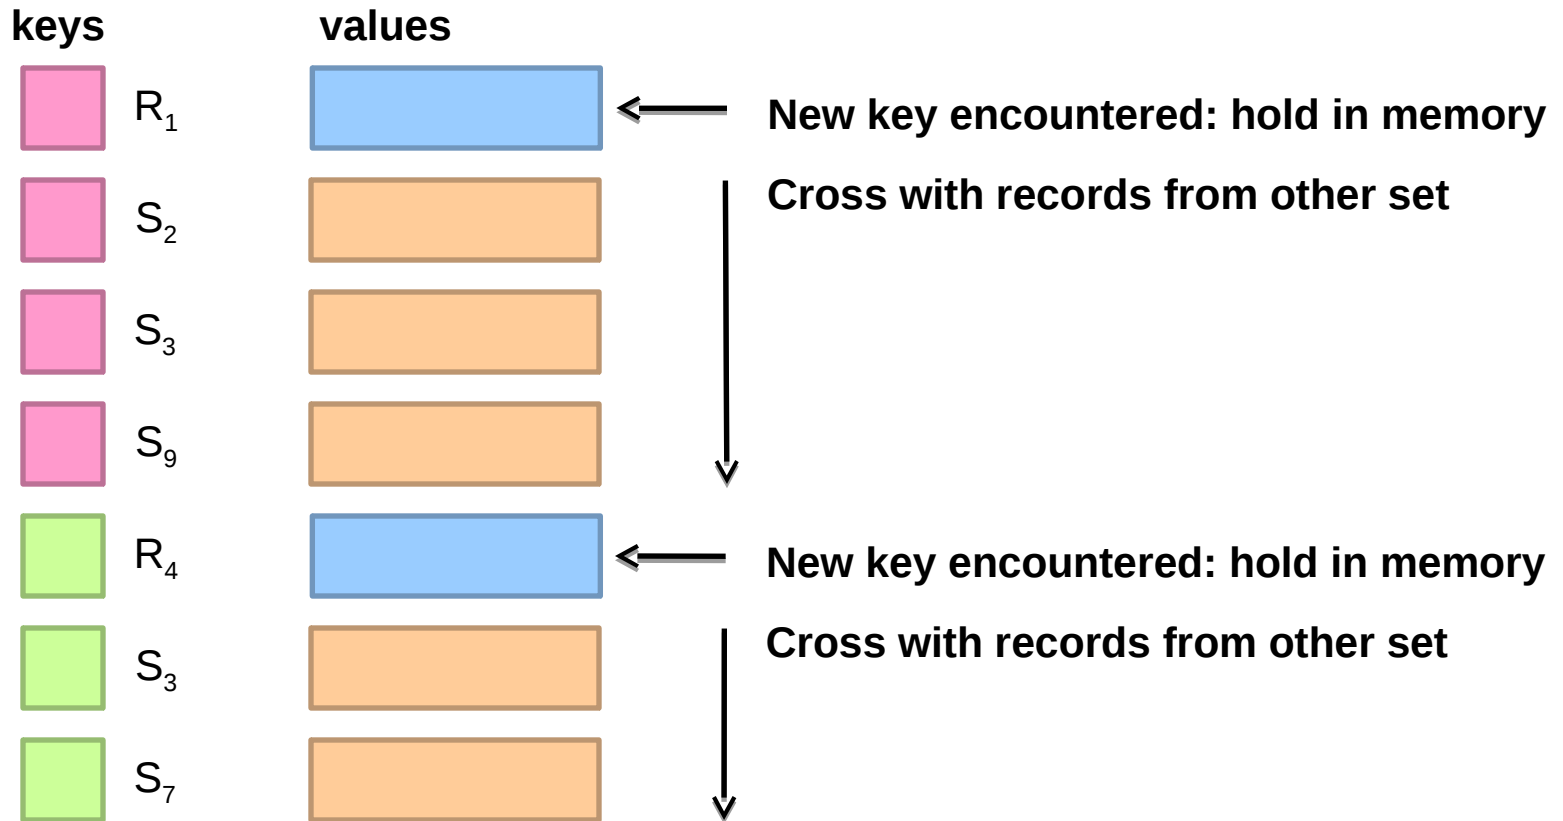 keys values
R1 New key encountered: hold in memory
S2 Cross with records from other set
S3
S9
R4 New key encountered: hold in memory
S3 Cross with records from other set
S7